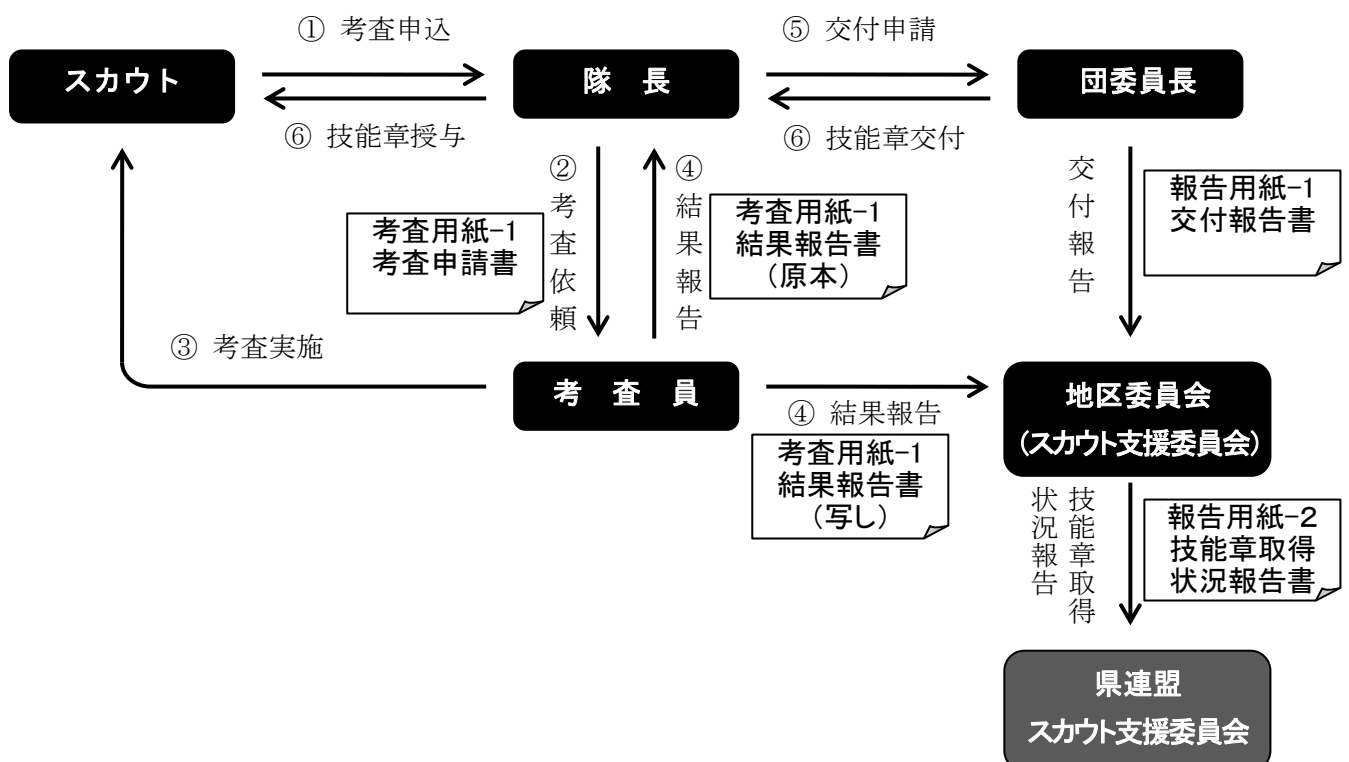 ① 考査申込
⑤ 交付申請
スカウト
隊 長
団委員長
⑥ 技能章授与
⑥ 技能章交付
②考査依頼
④結果報告
交付報告
考査用紙-1
考査申請書
考査用紙-1
結果報告書
（原本）
報告用紙-1
交付報告書
③ 考査実施
考 査 員
④ 結果報告
地区委員会
（スカウト支援委員会）
考査用紙-1
結果報告書
（写し）
技能章取得
状況報告
報告用紙-2
技能章取得
状況報告書
県連盟
スカウト支援委員会